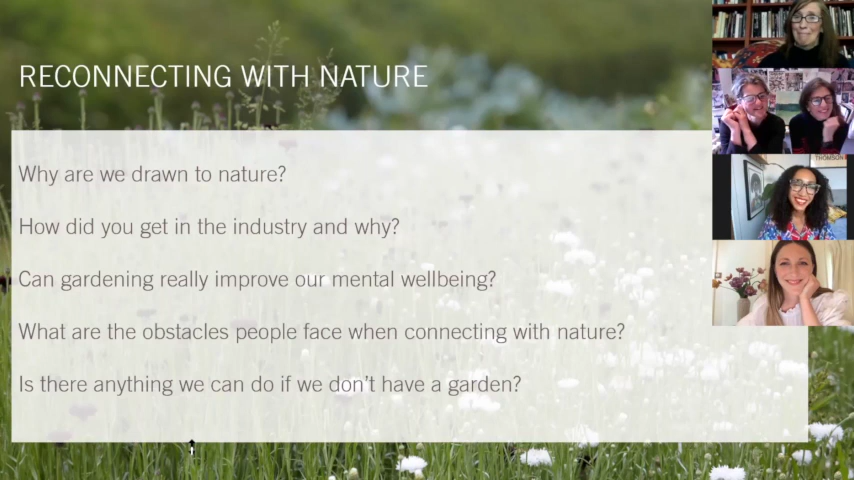 RECONNECTING WITH NATURE
Why are we drawn to nature?
How did you get in the industry and why?
Can gardening really improve our mental wellbeing?
What are the obstacles people face when connecting with nature?
Is there anything we can do if we don't have a garden?
THOMSON